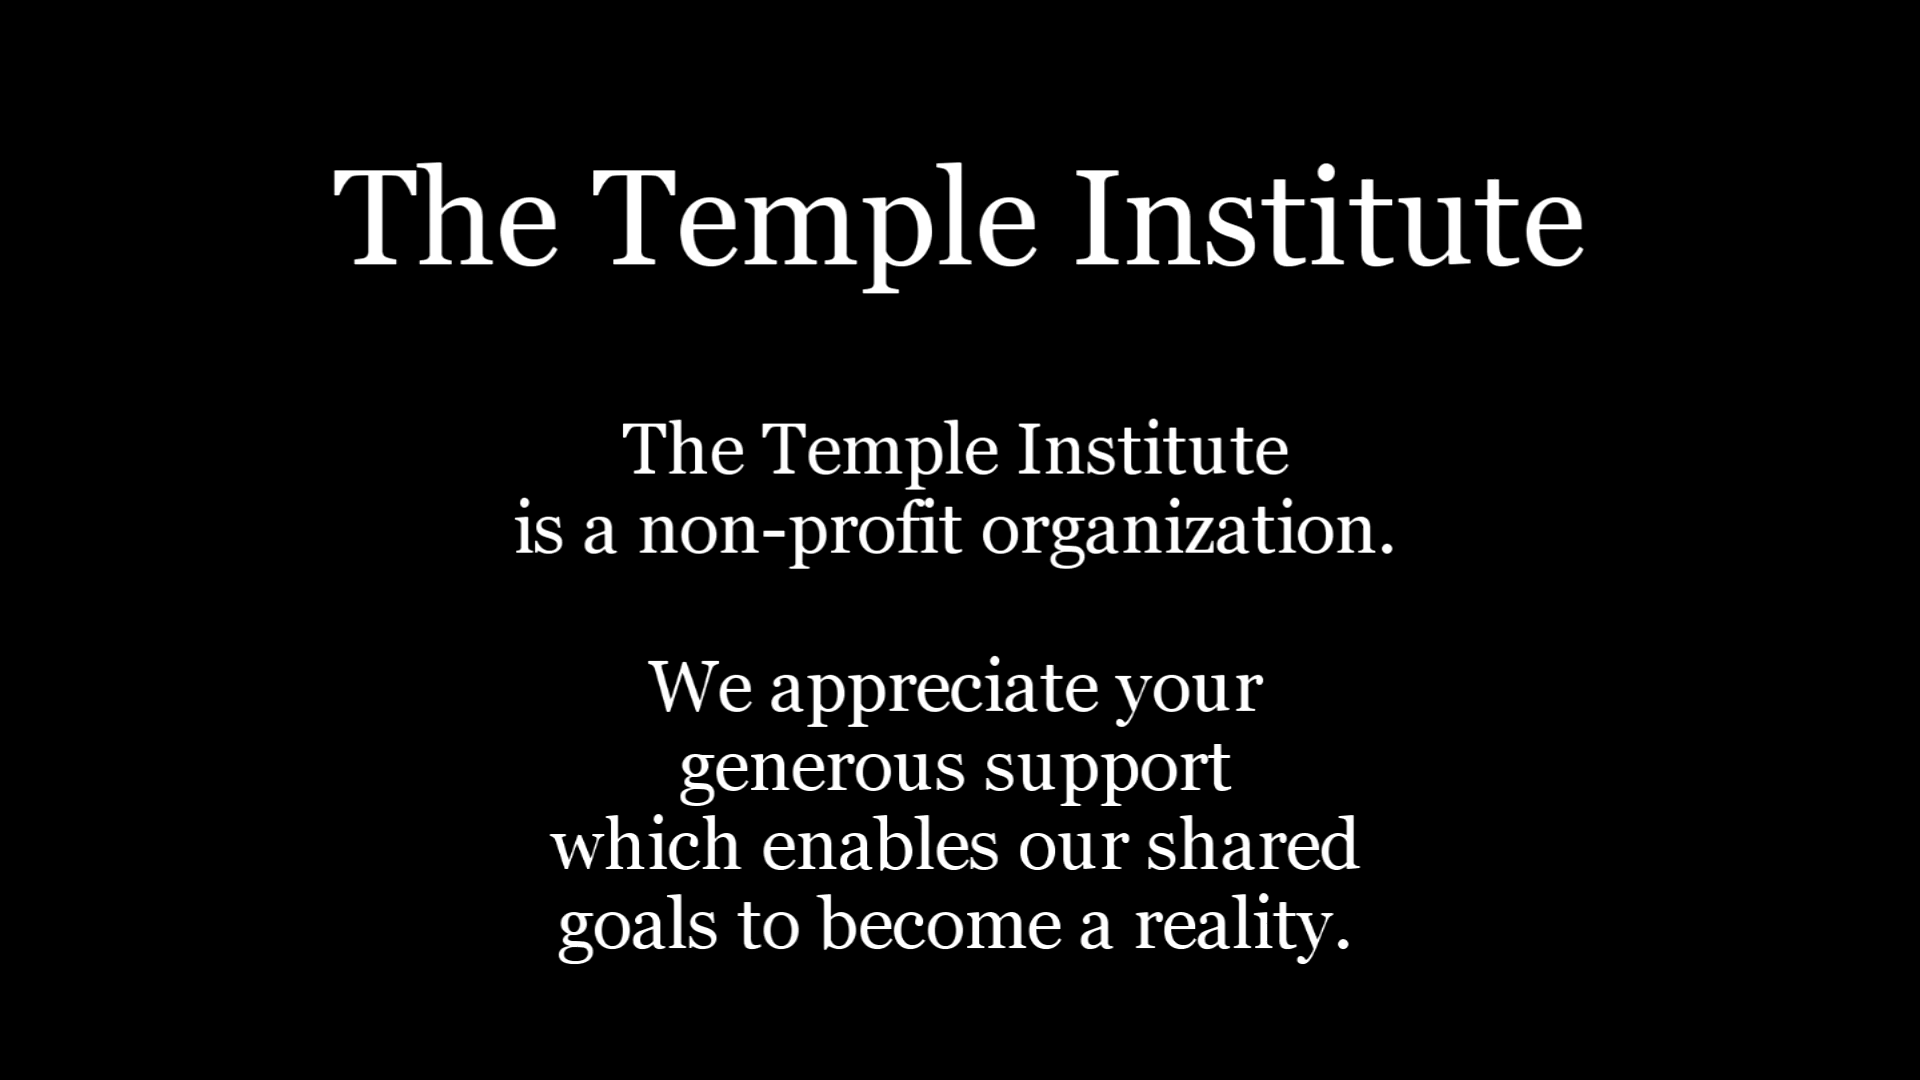 The Temple Institute
The Temple Institute
is a non-profit organization.
We appreciate your
generous support
which enables our shared
goals to become a reality.